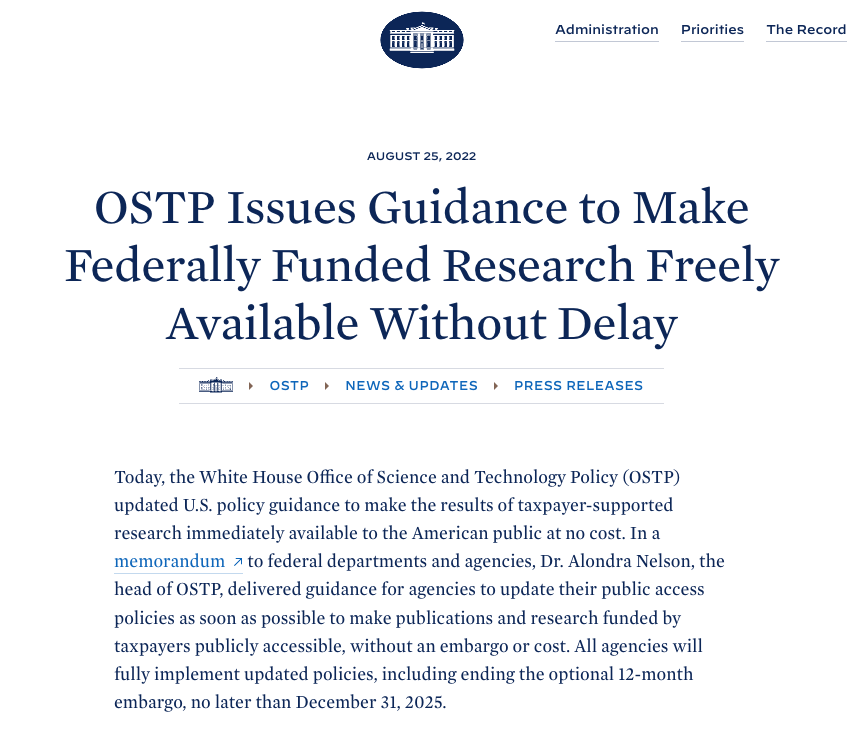 Administration Priorities The Record
AUGUST 25, 2022
OSTP Issues Guidance to Make
Federally Funded Research Freely
Available Without Delay
OSTP NEWS & UPDATES PRESS RELEASES
Today, the White House Office of Science and Technology Policy (OSTP)
updated U.S. policy guidance to make the results of taxpayer-supported
research immediately available to the American public at no cost. In a
memorandum ↗ to federal departments and agencies, Dr. Alondra Nelson, the
head of OSTP, delivered guidance for agencies to update their public access
policies as soon as possible to make publications and research funded by
taxpayers publicly accessible, without an embargo or cost. All agencies will
fully implement updated policies, including ending the optional 12-month
embargo, no later than December 31, 2025.